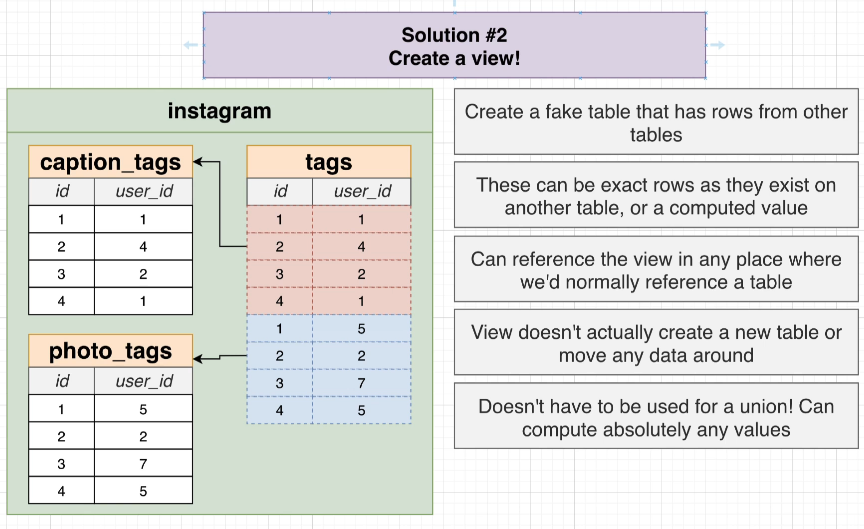 Solution #2
Create a view!
instagram
caption_tags
id user_id
1 1
2 4
3 2
4 1
photo_tags
id user_id
1 5
2 2
3 7
4 5
tags
id user_id
1 1
2 4
3 2
4 1
1 5
2 2
3 7
4 5
Create a fake table that has rows from other
tables
These can be exact rows as they exist on
another table, or a computed value
Can reference the view in any place where
we'd normally reference a table
View doesn't actually create a new table or
move any data around
Doesn't have to be used for a union! Can
compute absolutely any values